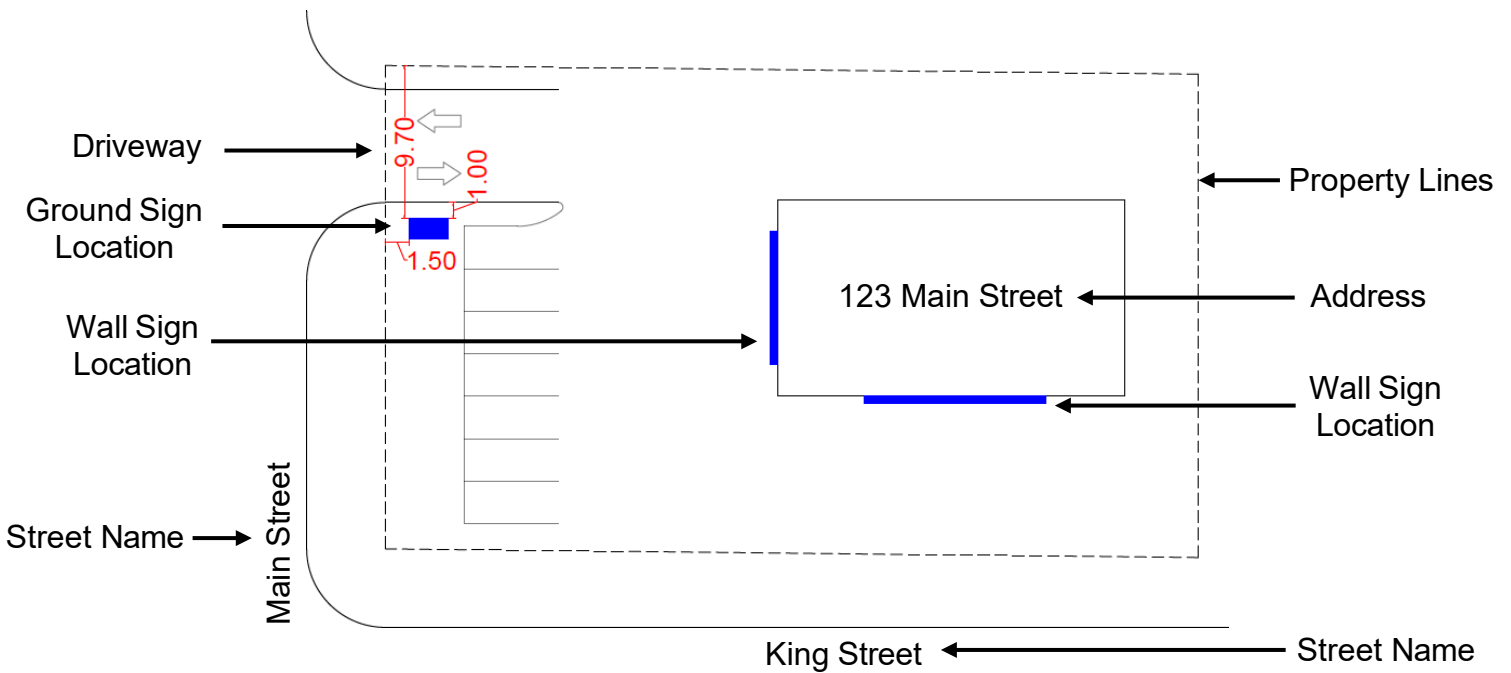 Driveway
9.70
1.00
Property Lines
Ground Sign
Location
1.50
123 Main Street
Address
Wall Sign
Location
Wall Sign
Location
Street Name
Main Street
King Street
Street Name